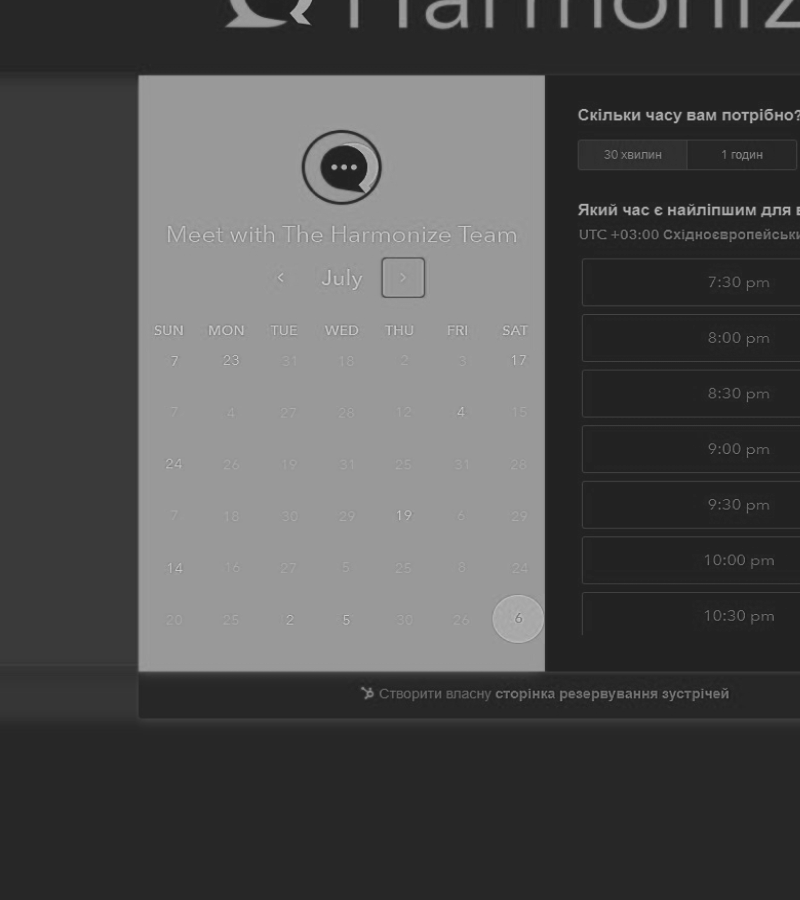 Harmoniz
Meet with The Harmonize Team
July
SUN MON TUE WED THU FRI SAT
7 23 31 18 2 3 17
7 4 27 28 12 4 15
24 26 19 31 25 31 28
7 18 30 29 19 6 29
14 16 27 5 25 8 24
20 25 2 5 30 26 6
Скільки часу вам потрібно?
30 хвилин 1 годин
Який час є найліпшим для
UTC +03:00 Східноєвропейськи
7:30 pm
8:00 pm
8:30 pm
9:00 pm
9:30 pm
10:00 pm
10:30 pm
Створити власну сторінка резервування зустрічей